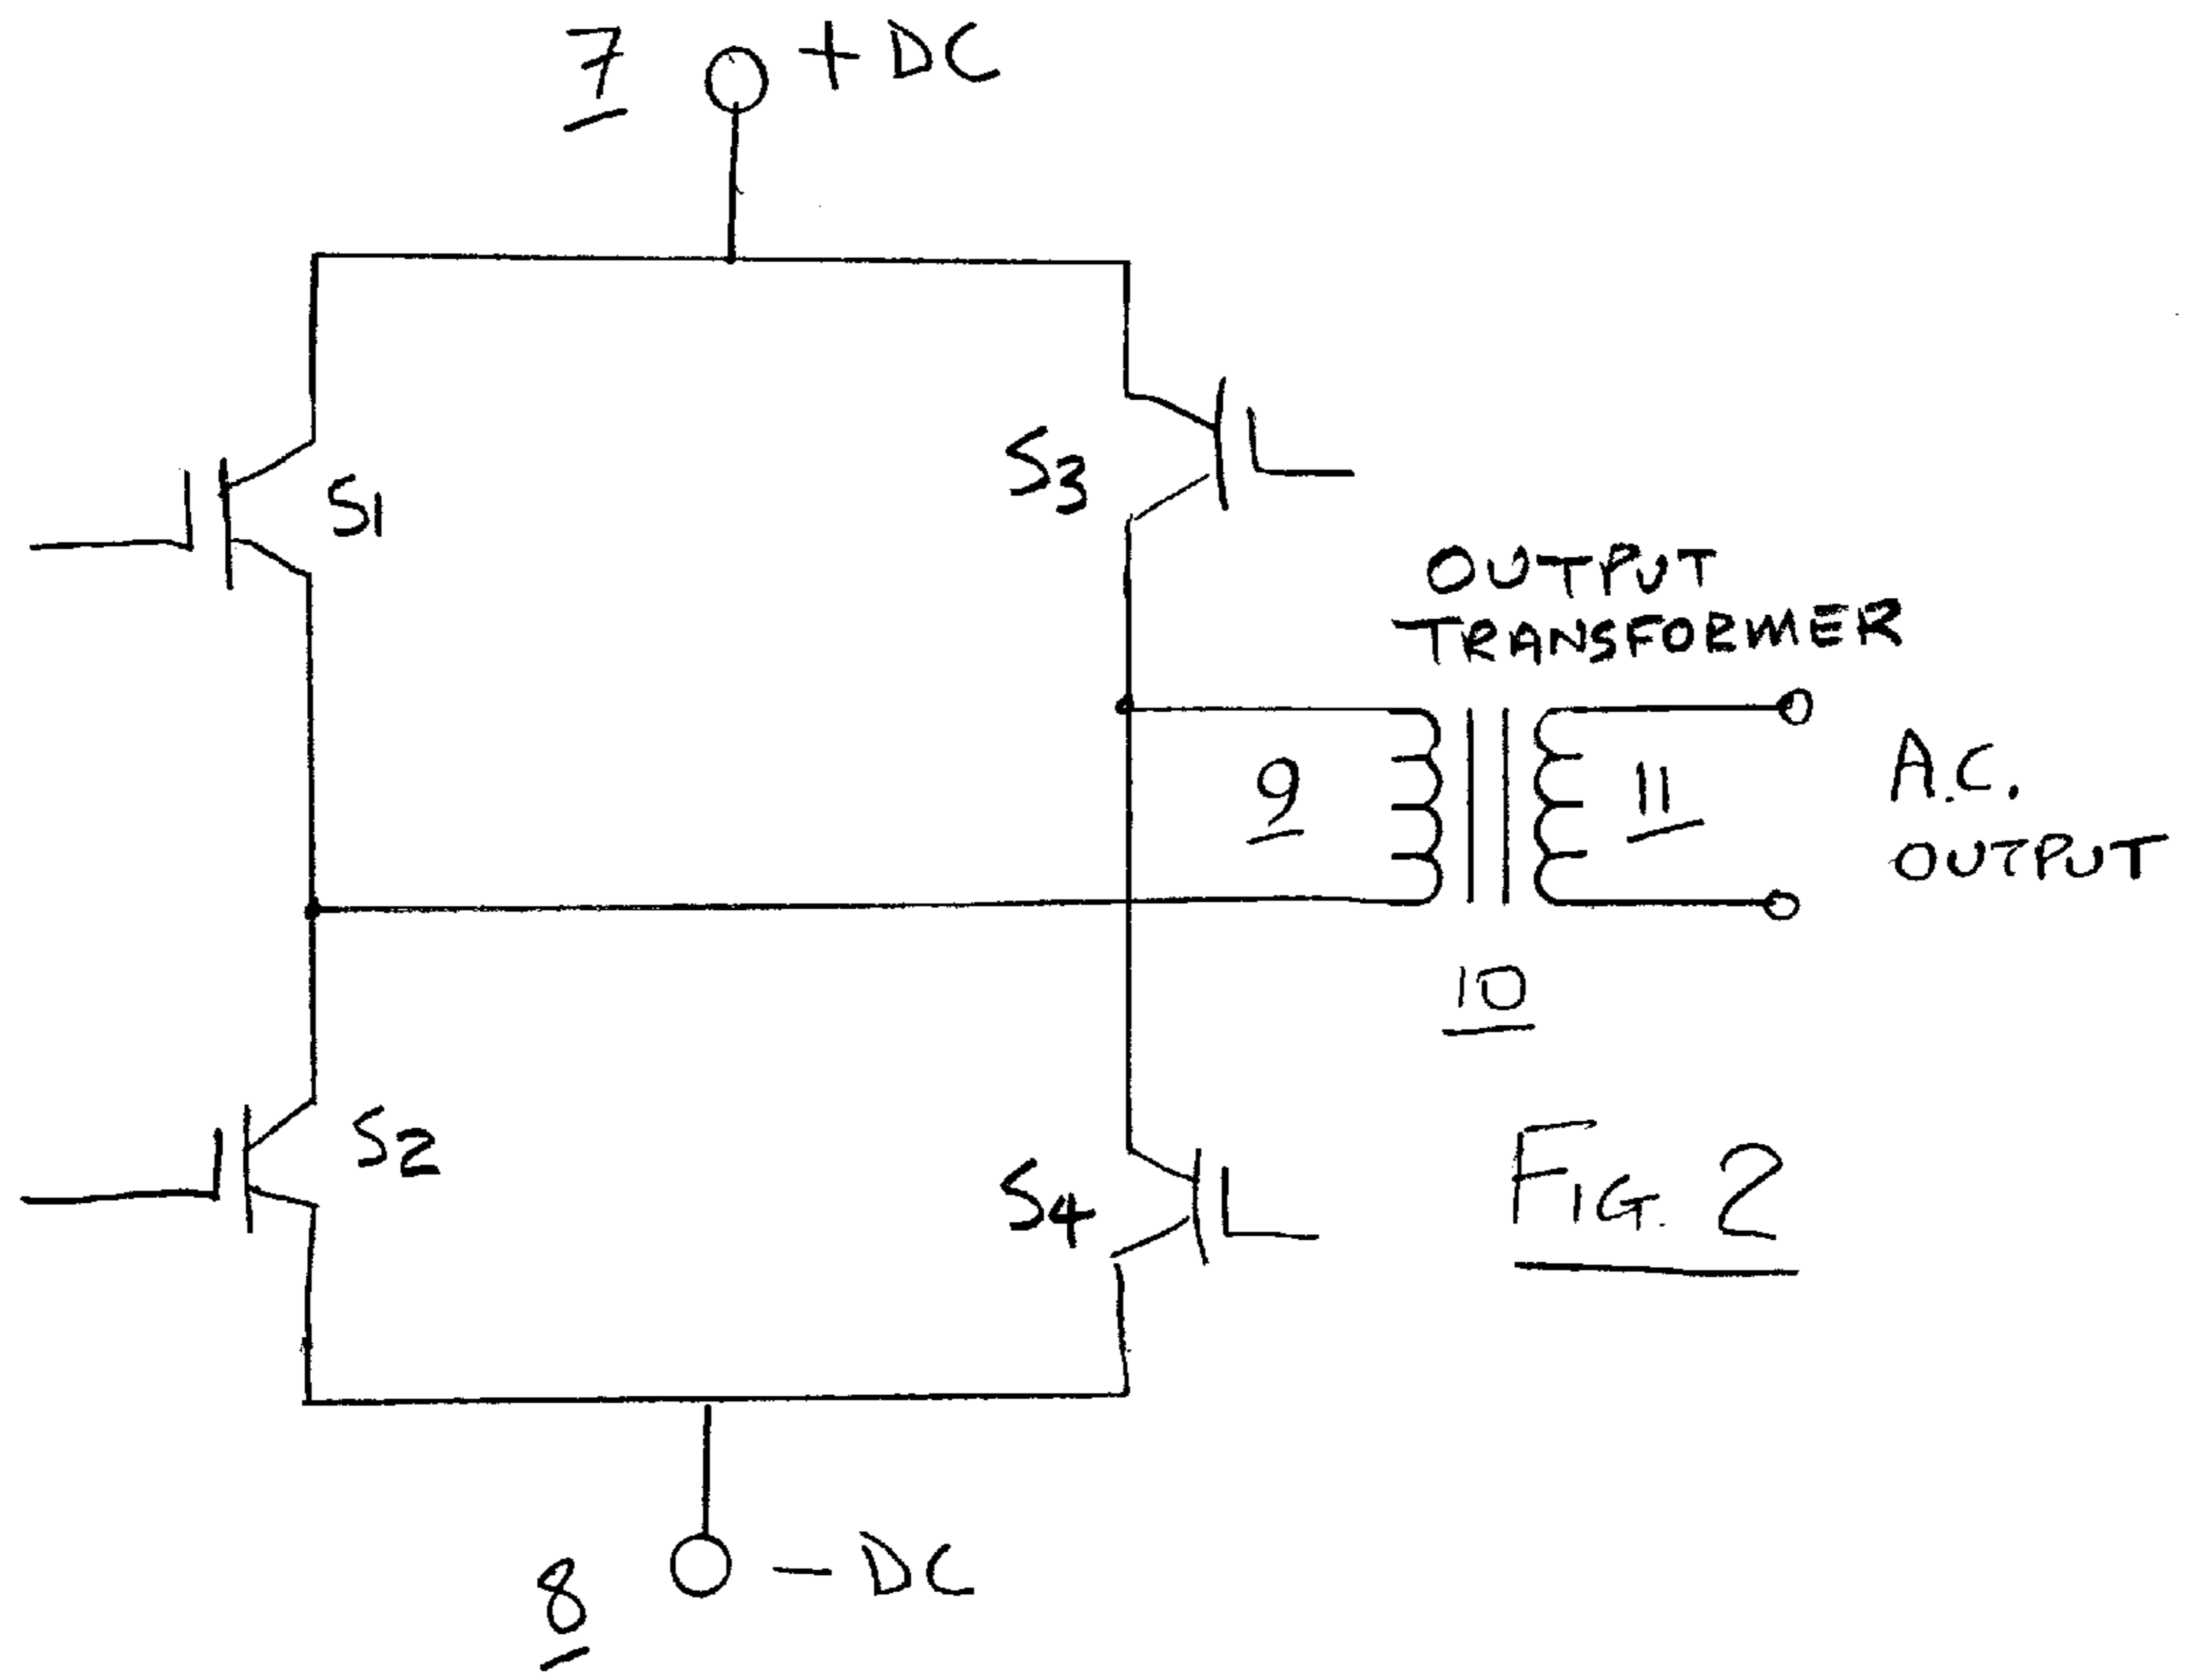 7
+ DC
S1
S3
OUTPUT
TRANSFORMER
9
11
A.C.
OUTPUT
10
S2
S4
FIG. 2
8
- DC